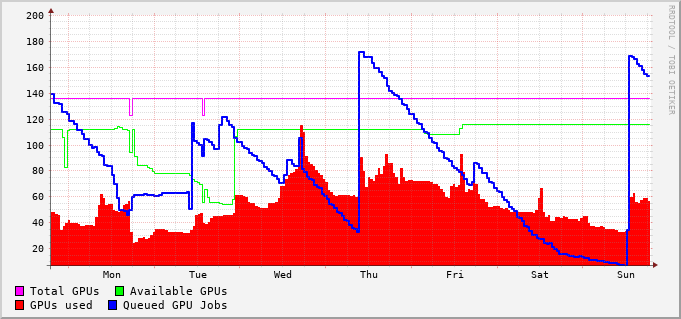 200
180
160
140
120
100
80
60
40
20
Mon Tue Wed Thu Fri Sat Sun
RRDTOOL / TOBI OETIKER
Total GPUs Available GPUs
GPUs used Queued GPU Jobs